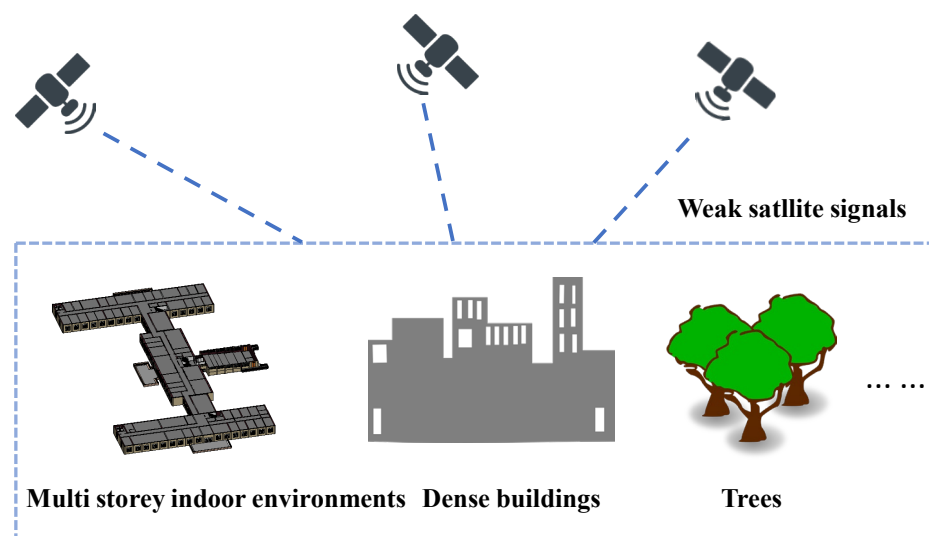 Weak satllite signals
... ...
Multi storey indoor environments
Dense buildings
Trees